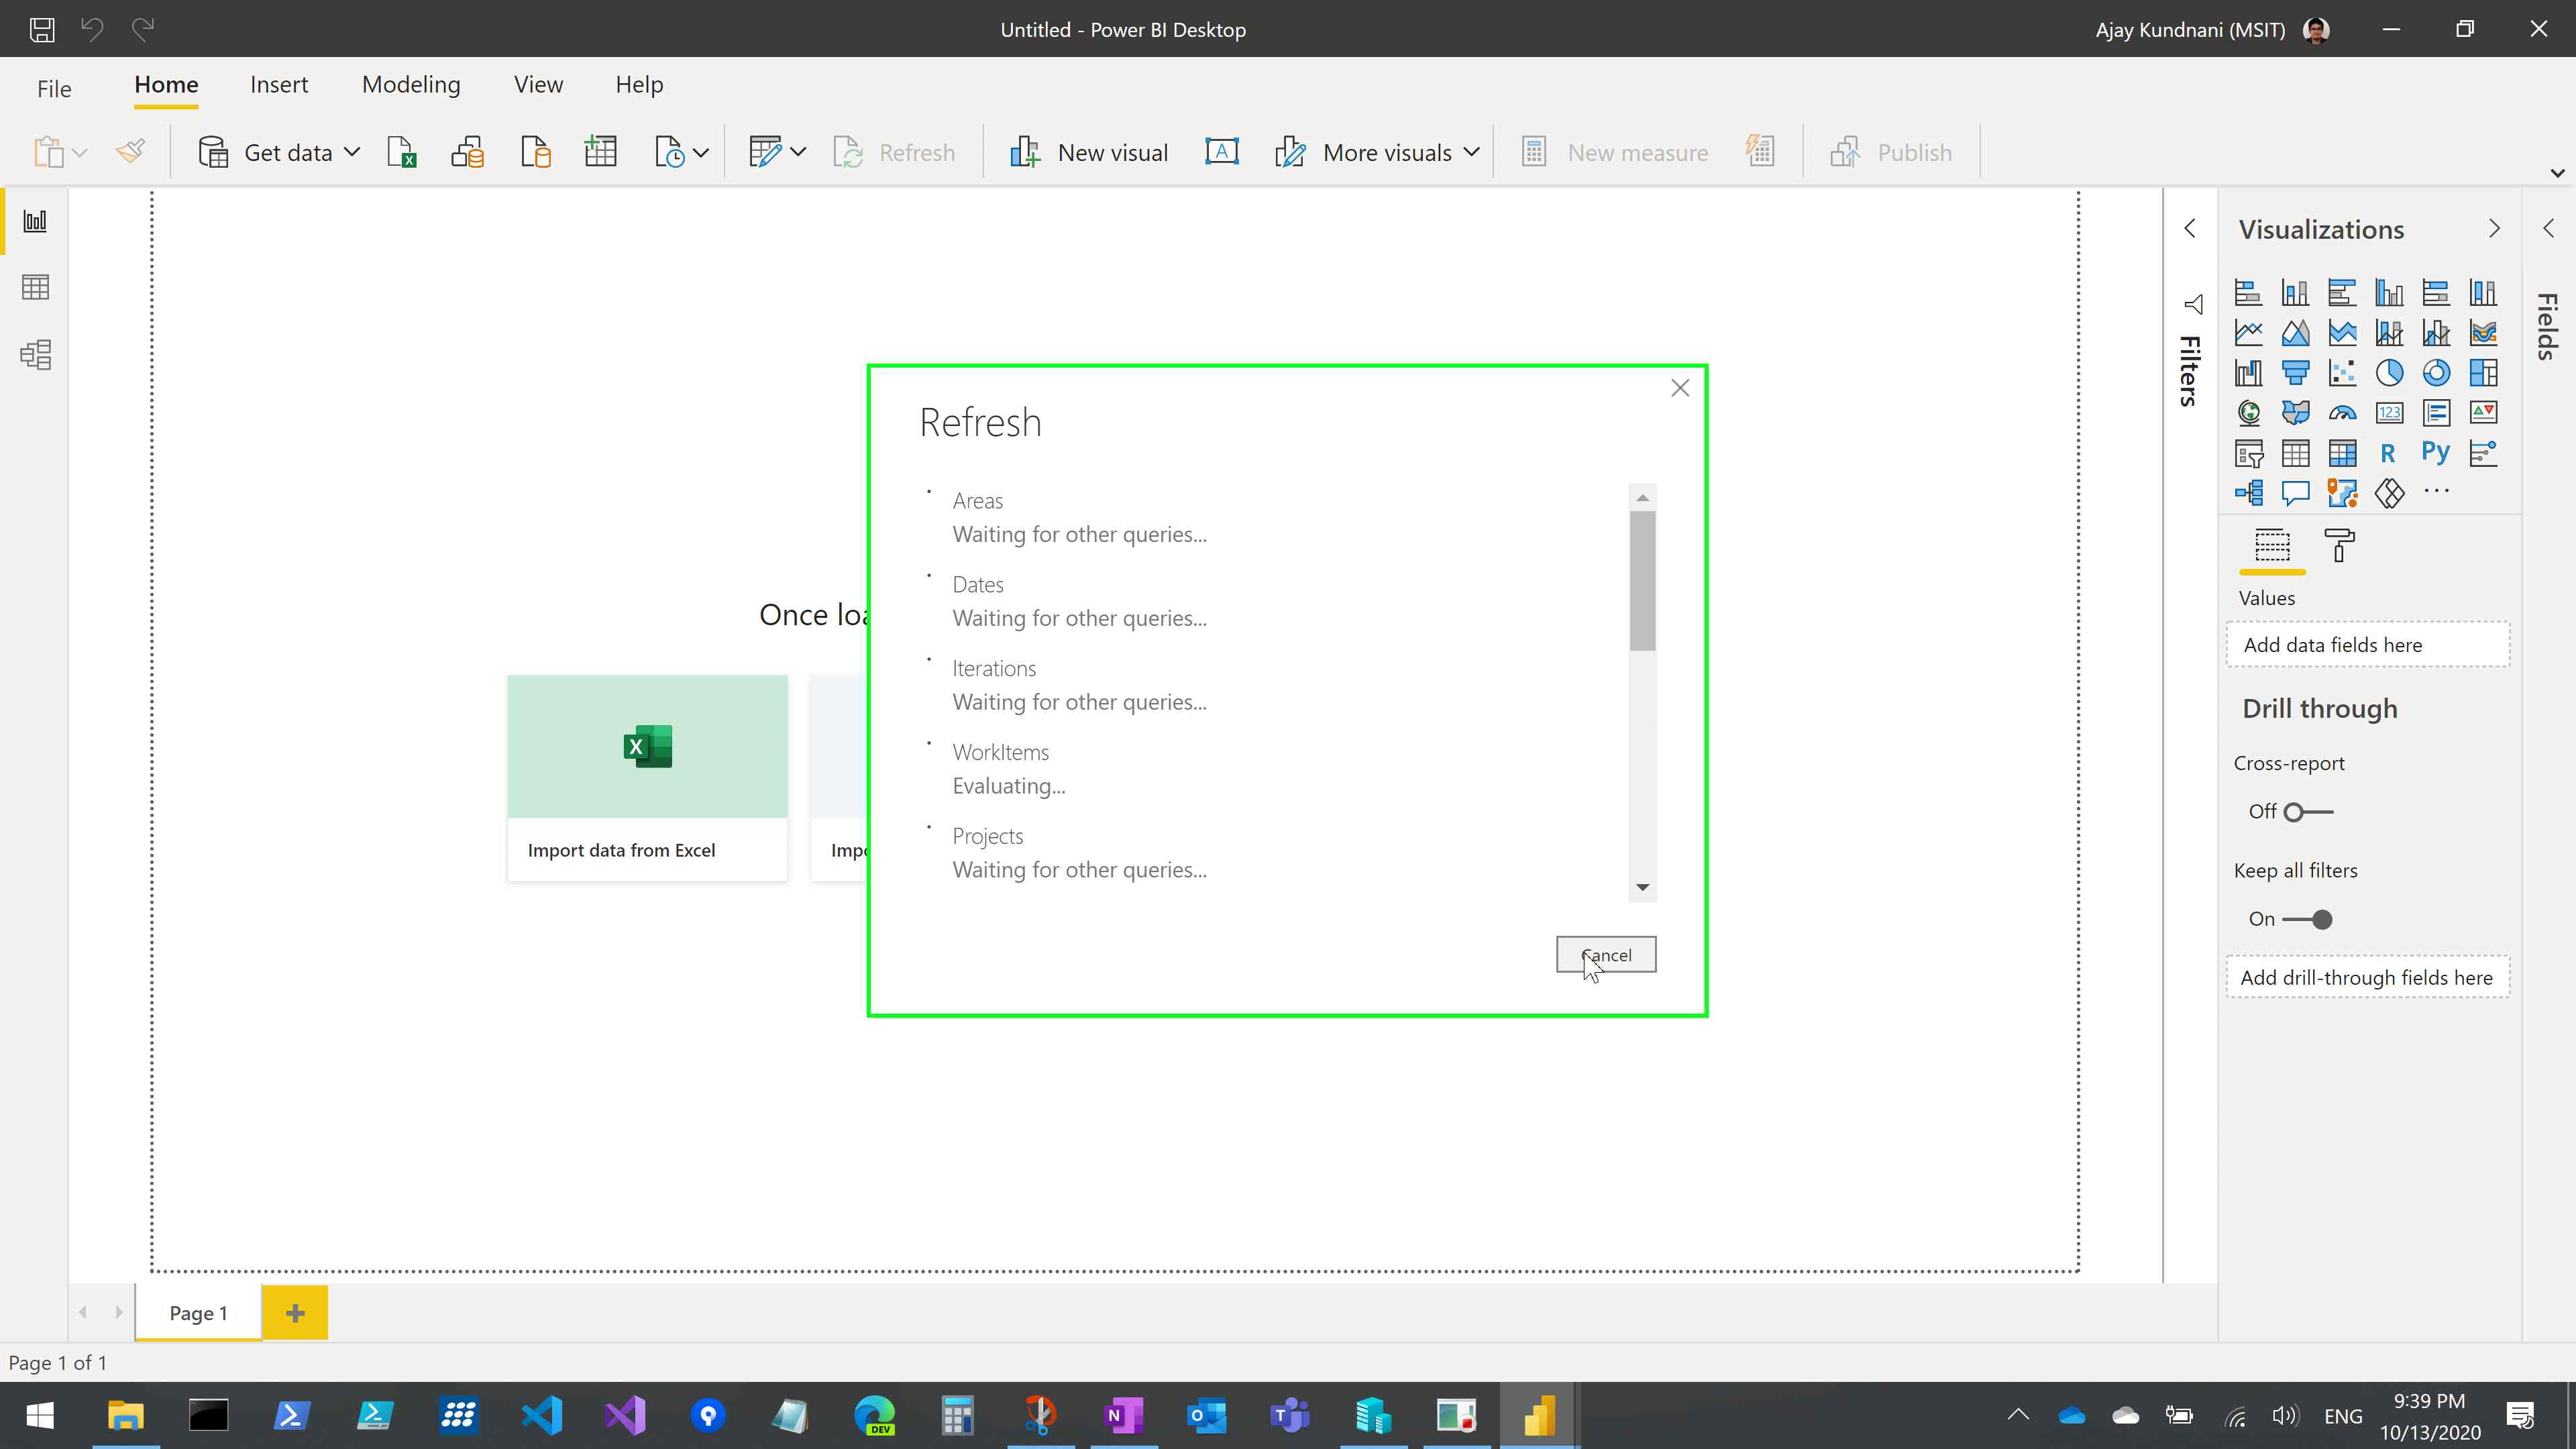 Untitled - Power BI Desktop
Ajay Kundnani (MSIT)
File
Home
Insert
Modeling
View
Help
Get data
Refresh
New visual
More visuals
New measure
Publish
Once loa
Import data from Excel
Impo
Refresh
Areas
Waiting for other queries...
Dates
Waiting for other queries...
Iterations
Waiting for other queries...
WorkItems
Evaluating...
Projects
Waiting for other queries...
Cancel
Filters
Visualizations
123
R
Py
Values
Add data fields here
Drill through
Cross-report
Off
Keep all filters
On
Add drill-through fields here
Fields
Page 1
Page 1 of 1
DEV
ENG
9:39 PM
10/13/2020